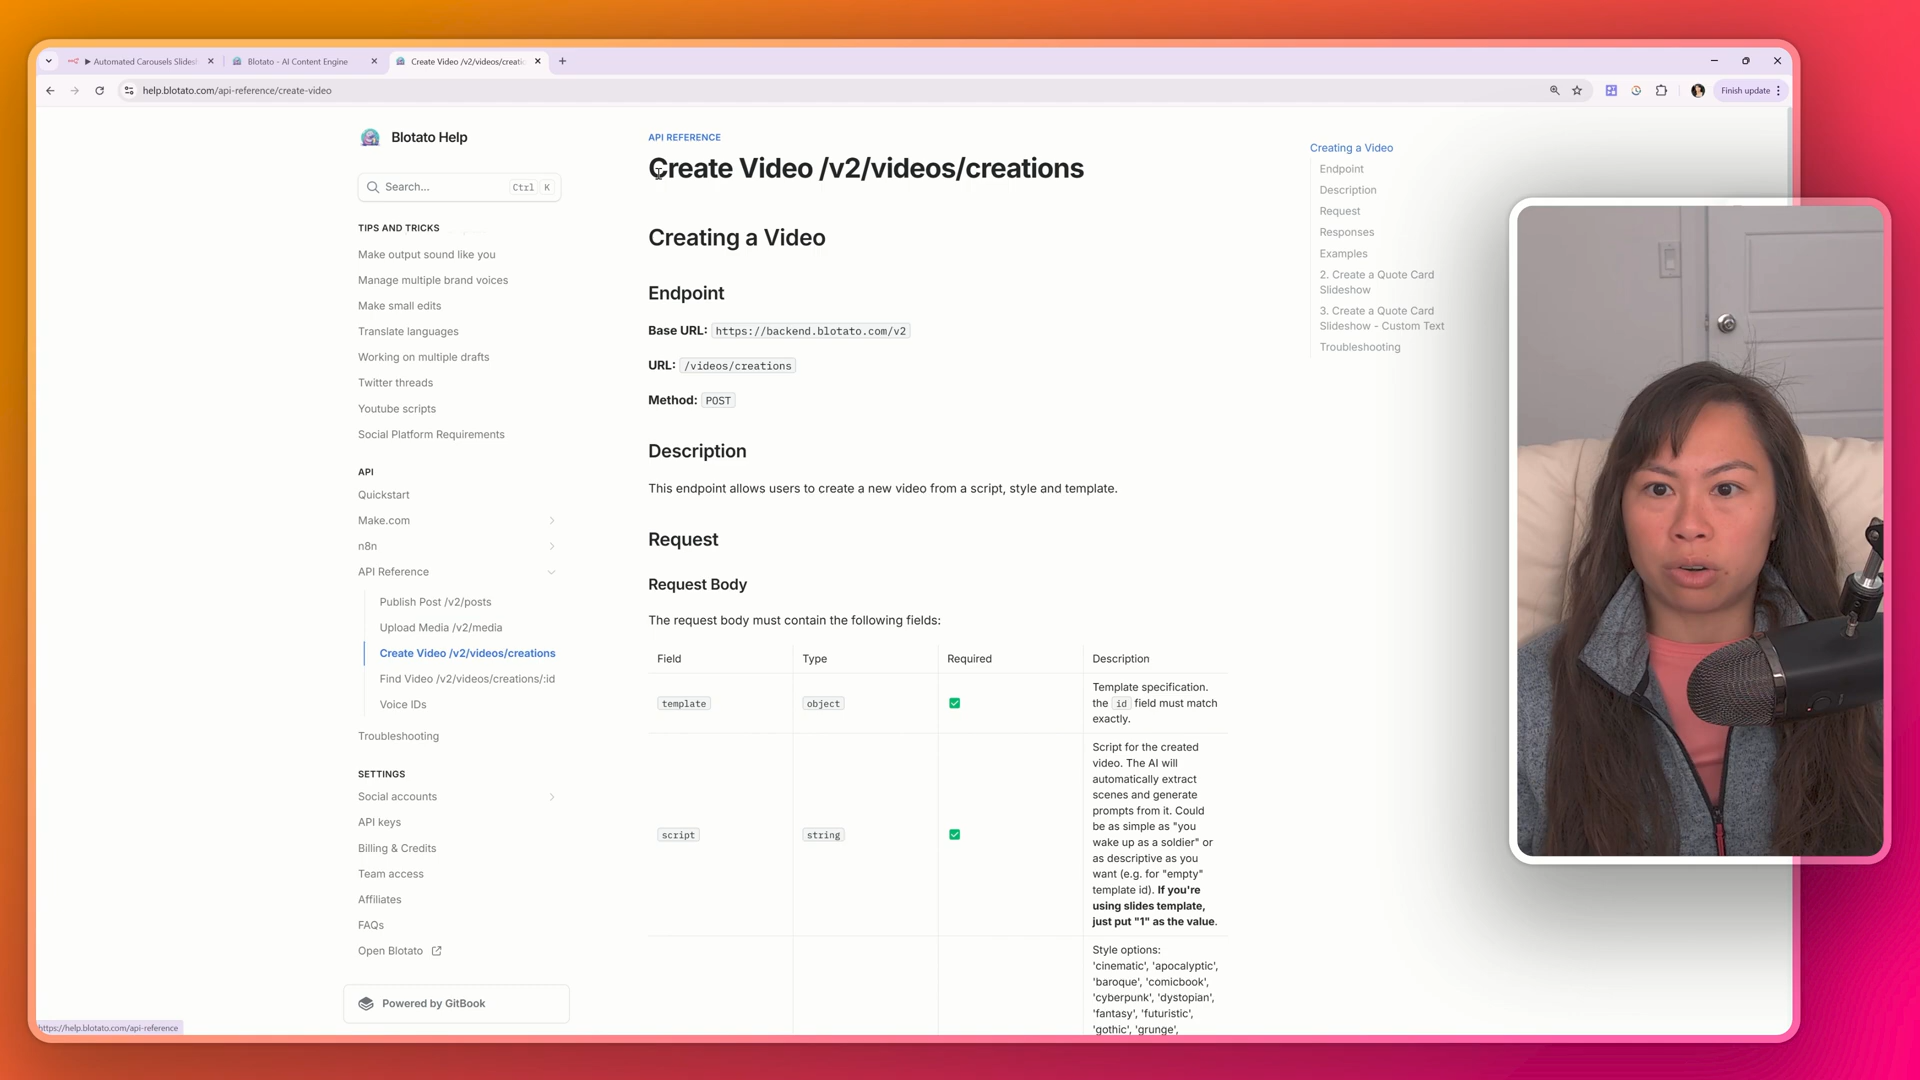 ▶ Automated Carousels Slides
Blotato - AI Content Engine
Create Video /v2/videos/creatio
help.blotato.com/api-reference/create-video
Finish update
Blotato Help
Search...
Ctrl K
TIPS AND TRICKS
Make output sound like you
Manage multiple brand voices
Make small edits
Translate languages
Working on multiple drafts
Twitter threads
Youtube scripts
Social Platform Requirements
API
Quickstart
Make.com
n8n
API Reference
Publish Post /v2/posts
Upload Media /v2/media
Create Video /v2/videos/creations
Find Video /v2/videos/creations/:id
Voice IDs
Troubleshooting
SETTINGS
Social accounts
API keys
Billing & Credits
Team access
Affiliates
FAQs
Open Blotato
Powered by GitBook
https://help.blotato.com/api-reference
API REFERENCE
Create Video /v2/videos/creations
Creating a Video
Endpoint
Base URL: https://backend.blotato.com/v2
URL: /videos/creations
Method: POST
Description
This endpoint allows users to create a new video from a script, style and template.
Request
Request Body
The request body must contain the following fields:
Field Type Required Description
template object ✅ Template specification.
the id field must match
exactly.
script string ✅ Script for the created
video. The AI will
automatically extract
scenes and generate
prompts from it. Could
be as simple as "you
wake up as a soldier" or
as descriptive as you
want (e.g. for "empty"
template id). If you're
using slides template,
just put "1" as the value.
Style options:
'cinematic', 'apocalyptic',
'baroque', 'comicbook',
'cyberpunk', 'dystopian',
'fantasy', 'futuristic',
'gothic', 'grunge',
Creating a Video
Endpoint
Description
Request
Responses
Examples
2. Create a Quote Card
Slideshow
3. Create a Quote Card
Slideshow - Custom Text
Troubleshooting